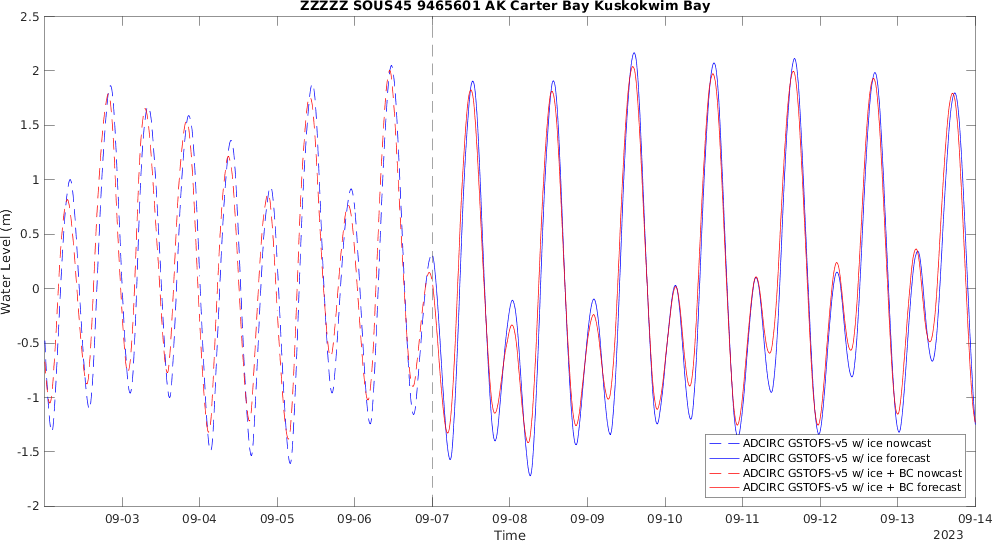 ZZZZZ SOUS45 9465601 AK Carter Bay Kuskokwim Bay
2.5
2
1.5
1
0.5
0
-0.5
-1
-1.5
-2
Water Level (m)
09-03 09-04 09-05 09-06 09-07 09-08 09-09 09-10 09-11 09-12 09-13 09-14
Time
2023
ADCIRC GSTOFS-v5 w/ ice nowcast
ADCIRC GSTOFS-v5 w/ ice forecast
ADCIRC GSTOFS-v5 w/ ice + BC nowcast
ADCIRC GSTOFS-v5 w/ ice + BC forecast